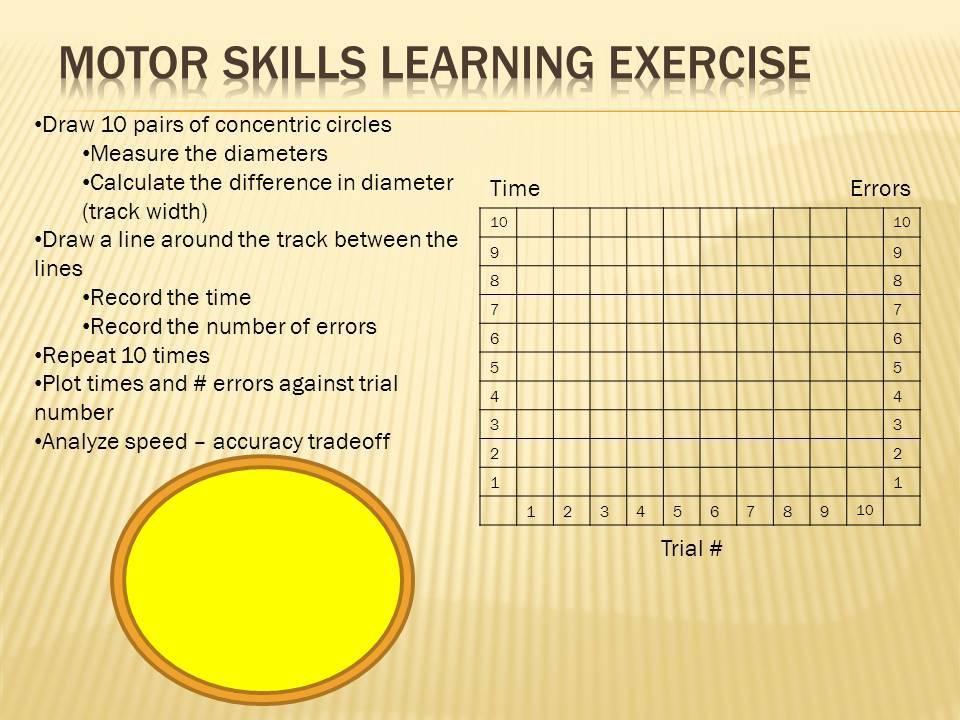 MOTOR SKILLS LEARNING EXERCISE
•Draw 10 pairs of concentric circles
•Measure the diameters
•Calculate the difference in diameter
(track width)
•Draw a line around the track between the
lines
•Record the time
•Record the number of errors
•Repeat 10 times
•Plot times and # errors against trial
number
•Analyze speed – accuracy tradeoff
Time Errors
10 10
9 9
8 8
7 7
6 6
5 5
4 4
3 3
2 2
1 1
1 2 3 4 5 6 7 8 9 10
Trial #